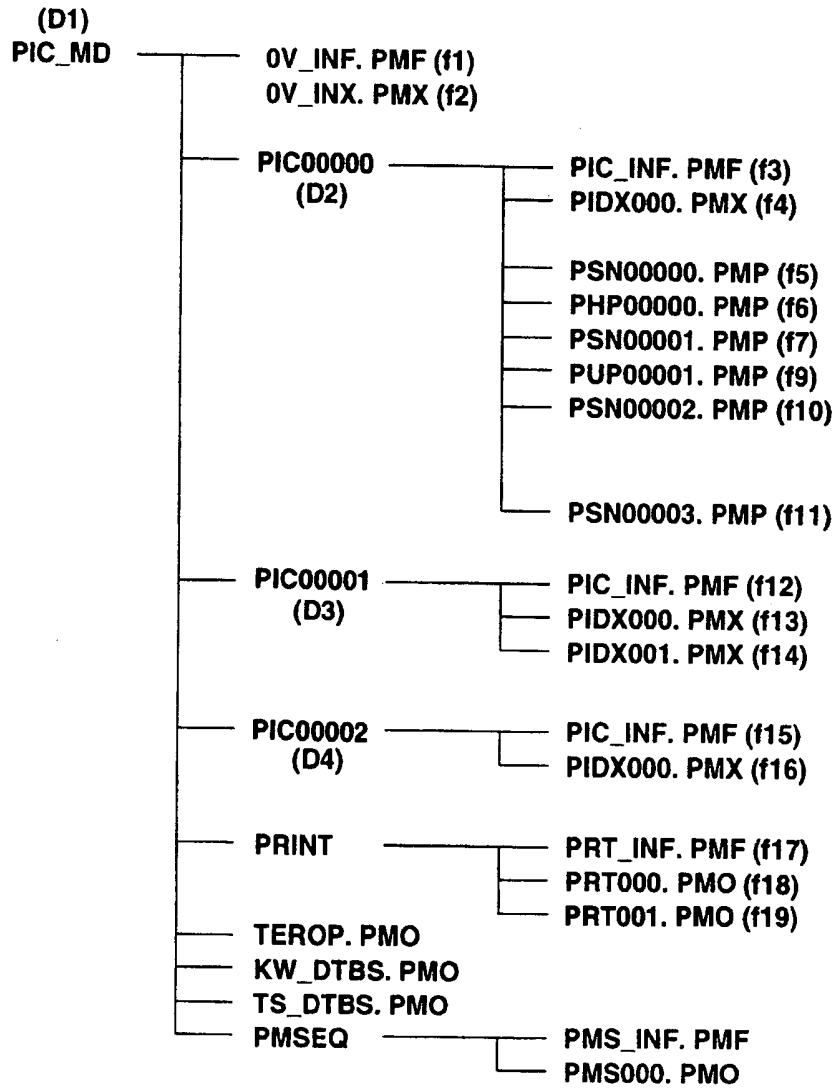 (D1)
PIC_MD
0V_INF. PMF (f1)
0V_INX. PMX (f2)
PIC00000
(D2)
PIC_INF. PMF (f3)
PIDX000. PMX (f4)
PSN00000. PMP (f5)
PHP00000. PMP (f6)
PSN00001. PMP (f7)
PUP00001. PMP (f9)
PSN00002. PMP (f10)
PSN00003. PMP (f11)
PIC00001
(D3)
PIC_INF. PMF (f12)
PIDX000. PMX (f13)
PIDX001. PMX (f14)
PIC00002
(D4)
PIC_INF. PMF (f15)
PIDX000. PMX (f16)
PRINT
PRT_INF. PMF (f17)
PRT000. PMO (f18)
PRT001. PMO (f19)
TEROP. PMO
KW_DTBS. PMO
TS_DTBS. PMO
PMSEQ
PMS_INF. PMF
PMS000. PMO